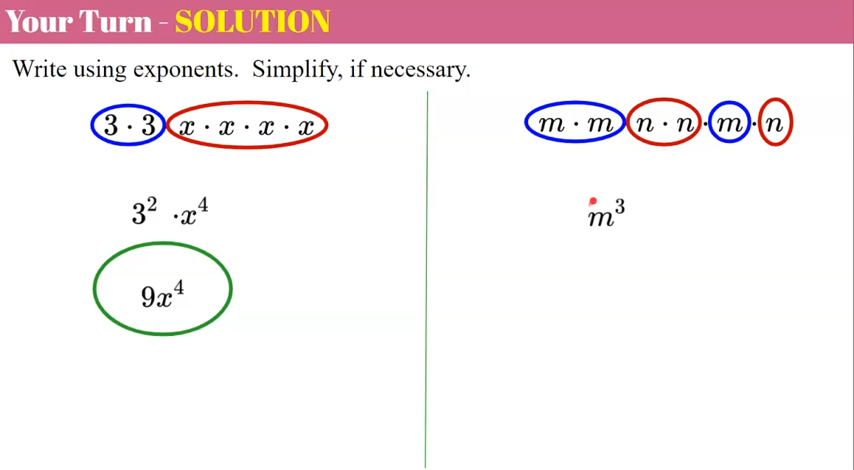 Your Turn - SOLUTION
Write using exponents.  Simplify, if necessary.
3 · 3 x · x · x · x
3² · x⁴
9x⁴
m · m n · n · m · n
m³